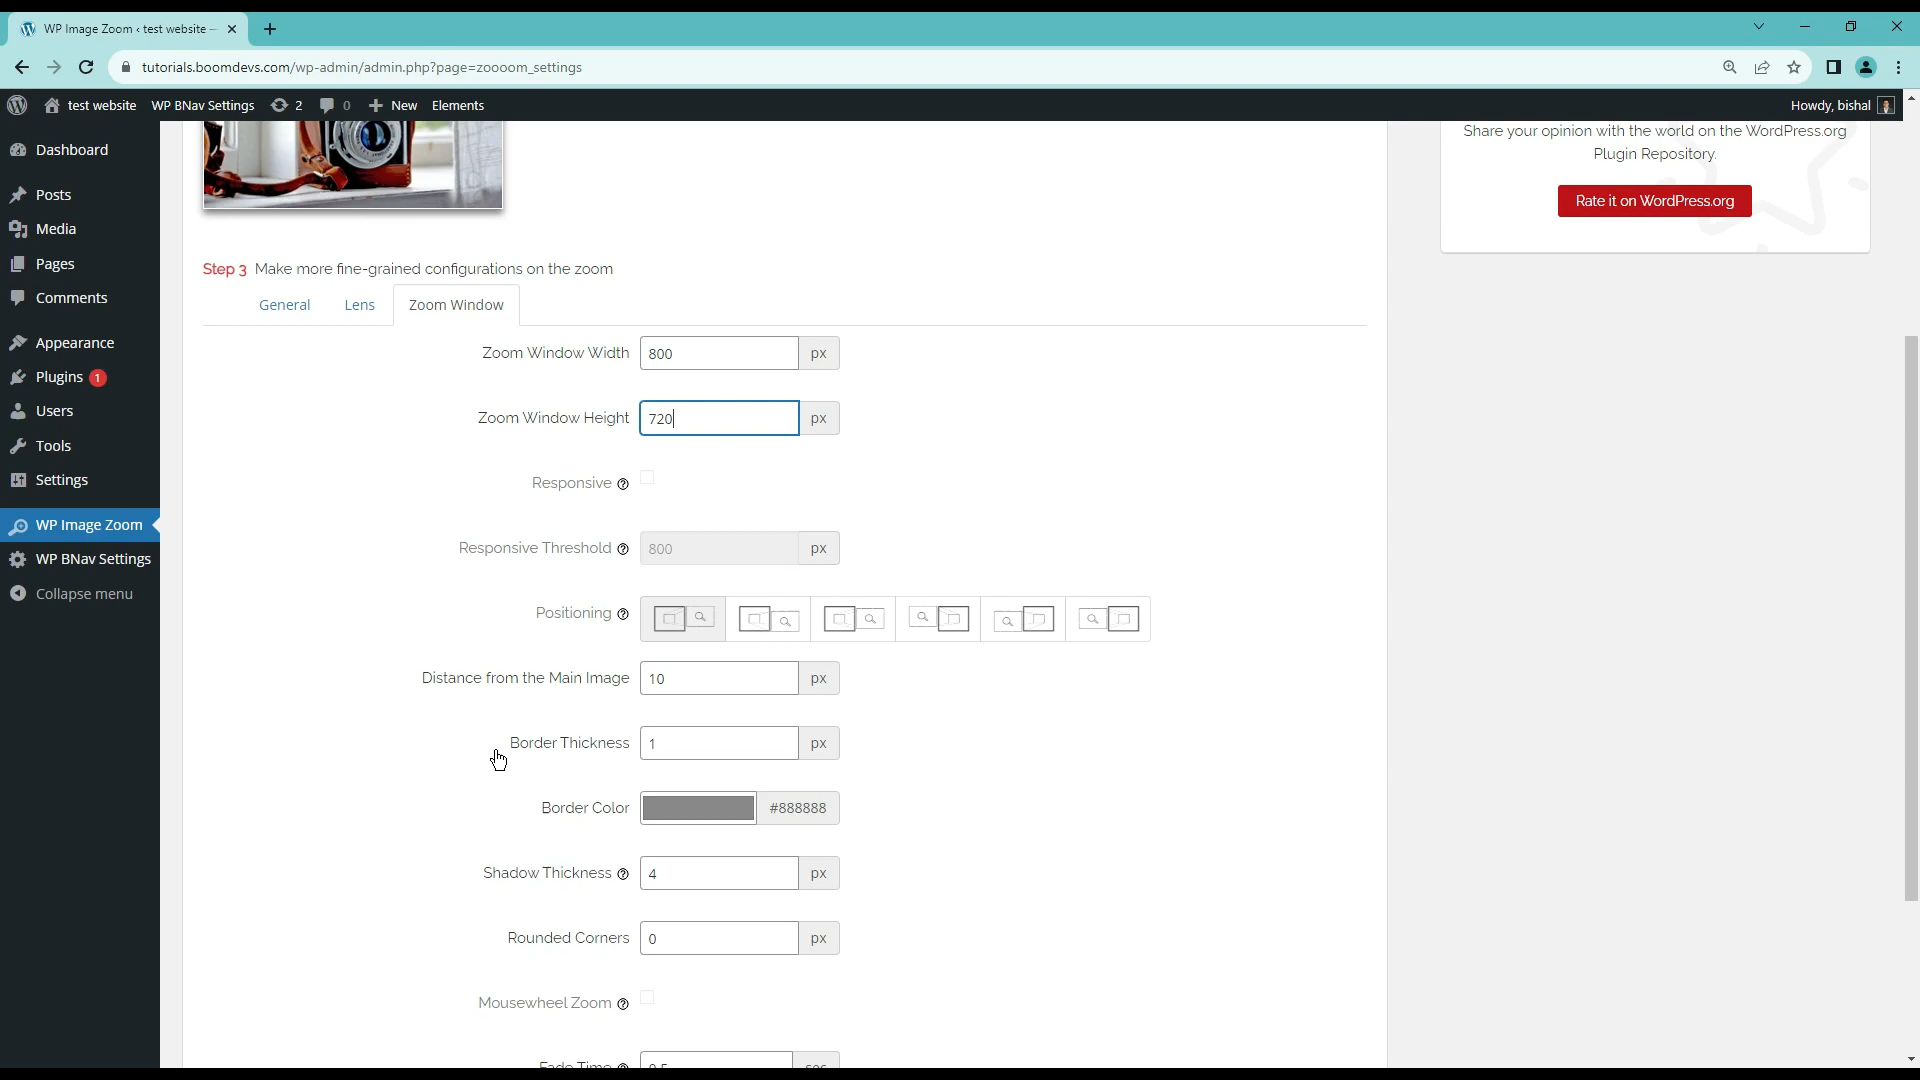 WP Image Zoom ‹ test website –
tutorials.boomdevs.com/wp-admin/admin.php?page=zoooom_settings
test website WP BNav Settings 2 0 New Elements
Howdy, bishal
Dashboard
Posts
Media
Pages
Comments
Appearance
Plugins 1
Users
Tools
Settings
WP Image Zoom
WP BNav Settings
Collapse menu
Share your opinion with the world on the WordPress.org
Plugin Repository.
Rate it on WordPress.org
Step 3 Make more fine-grained configurations on the zoom
General Lens Zoom Window
Zoom Window Width 800 px
Zoom Window Height 720 px
Responsive ?
Responsive Threshold ? 800 px
Positioning ?
Distance from the Main Image 10 px
Border Thickness 1 px
Border Color #888888
Shadow Thickness ? 4 px
Rounded Corners 0 px
Mousewheel Zoom ?
Fade Time ? 0.5 sec